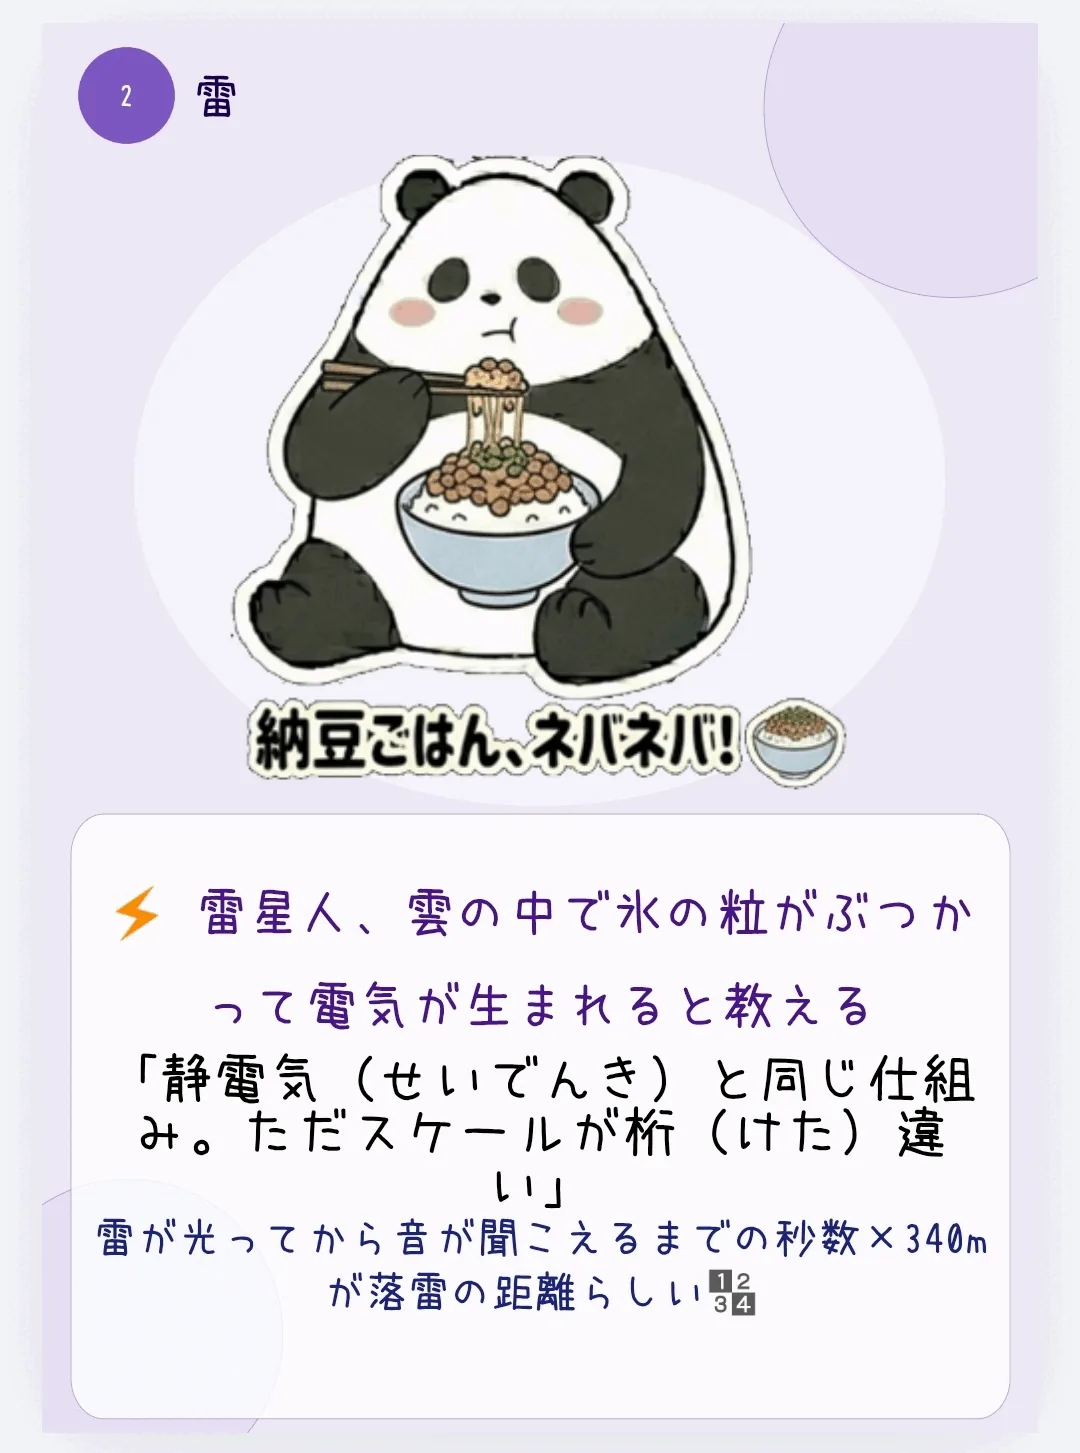 2 雷
納豆ごはん、ネバネバ!
⚡ 雷星人、雲の中で氷の粒がぶつか
って電気が生まれると教える
「静電気（せいでんき）と同じ仕組
み。ただスケールが桁（けた）違
い」
雷が光ってから音が聞こえるまでの秒数×340m
が落雷の距離らしい🔢